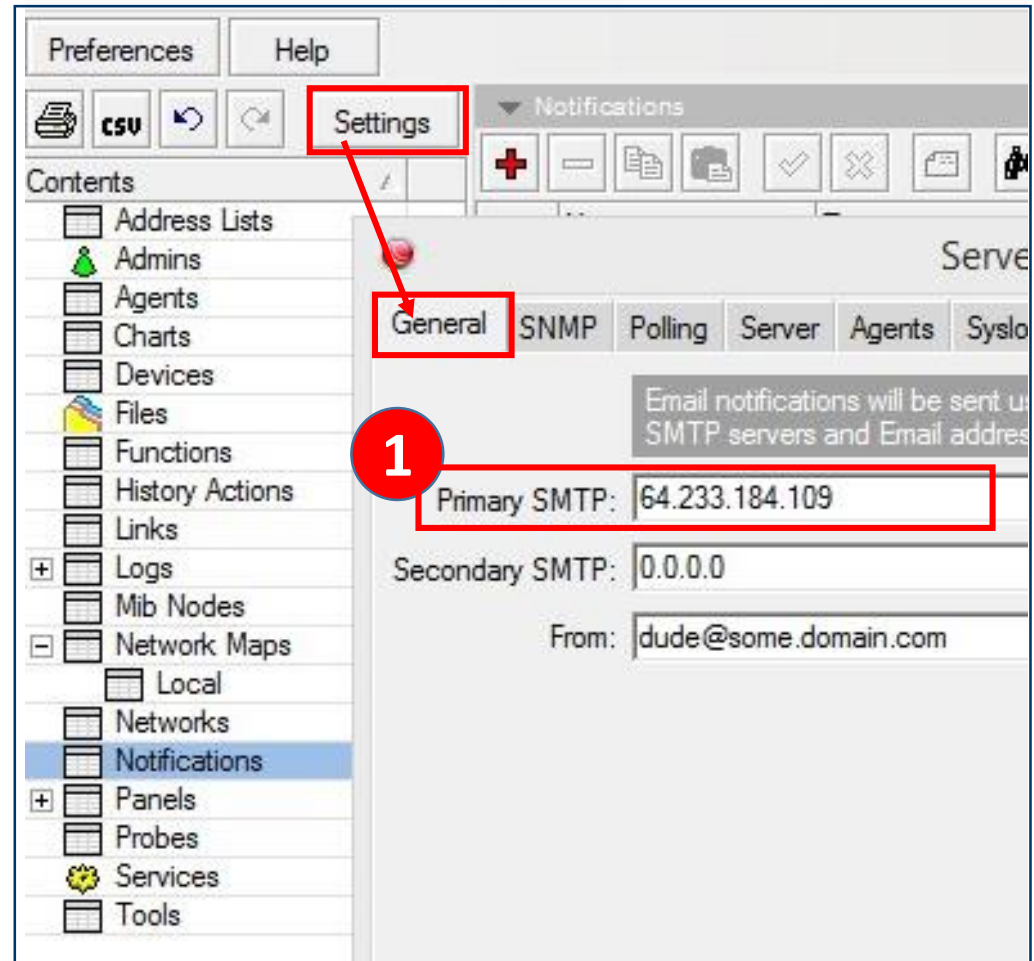 Preferences Help
csv Settings
Notifications
Contents
Address Lists
Admins
Agents
Charts
Devices
Files
Functions
History Actions
Links
Logs
Mib Nodes
Network Maps
Local
Networks
Notifications
Panels
Probes
Services
Tools
Serve
General SNMP Polling Server Agents Syslo
Email notifications will be sent u
SMTP servers and Email addres
1
Primary SMTP: 64.233.184.109
Secondary SMTP: 0.0.0.0
From: dude@some.domain.com